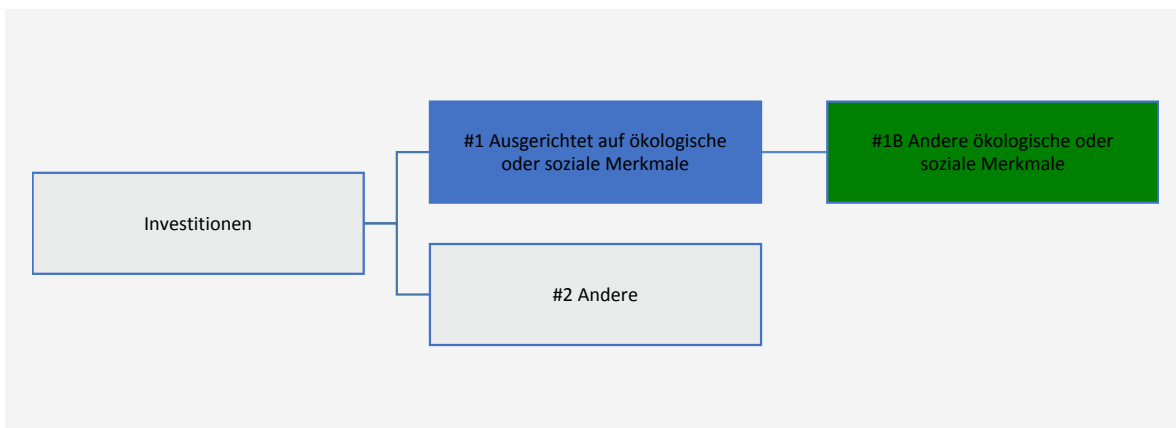 #1 Ausgerichtet auf ökologische
oder soziale Merkmale
#1B Andere ökologische oder
soziale Merkmale
Investitionen
#2 Andere